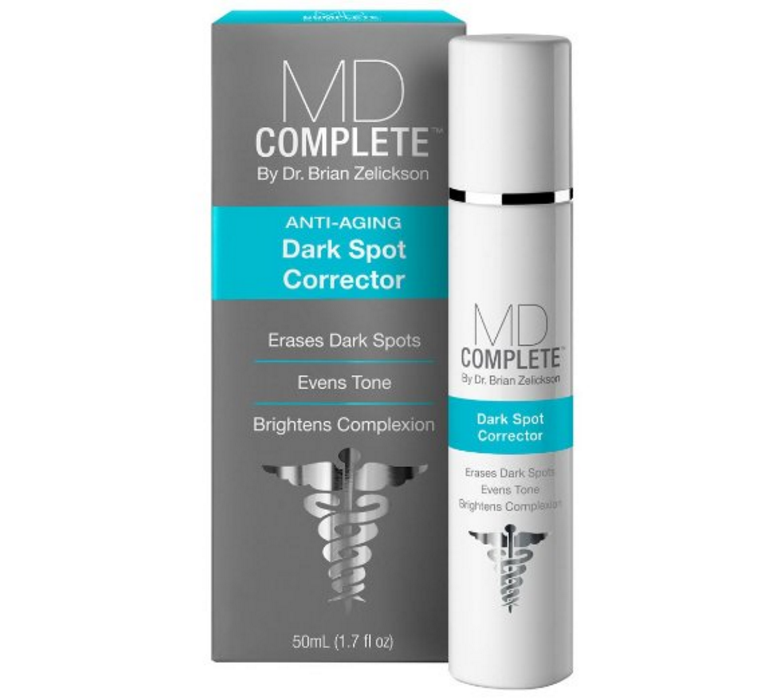 MD
COMPLETE
MD
COMPLETE™
By Dr. Brian Zelickson
ANTI-AGING
Dark Spot
Corrector
Erases Dark Spots
Evens Tone
Brightens Complexion
50mL (1.7 fl oz)
MD
COMPLETE™
By Dr. Brian Zelickson
Dark Spot
Corrector
Erases Dark Spots
Evens Tone
Brightens Complexion